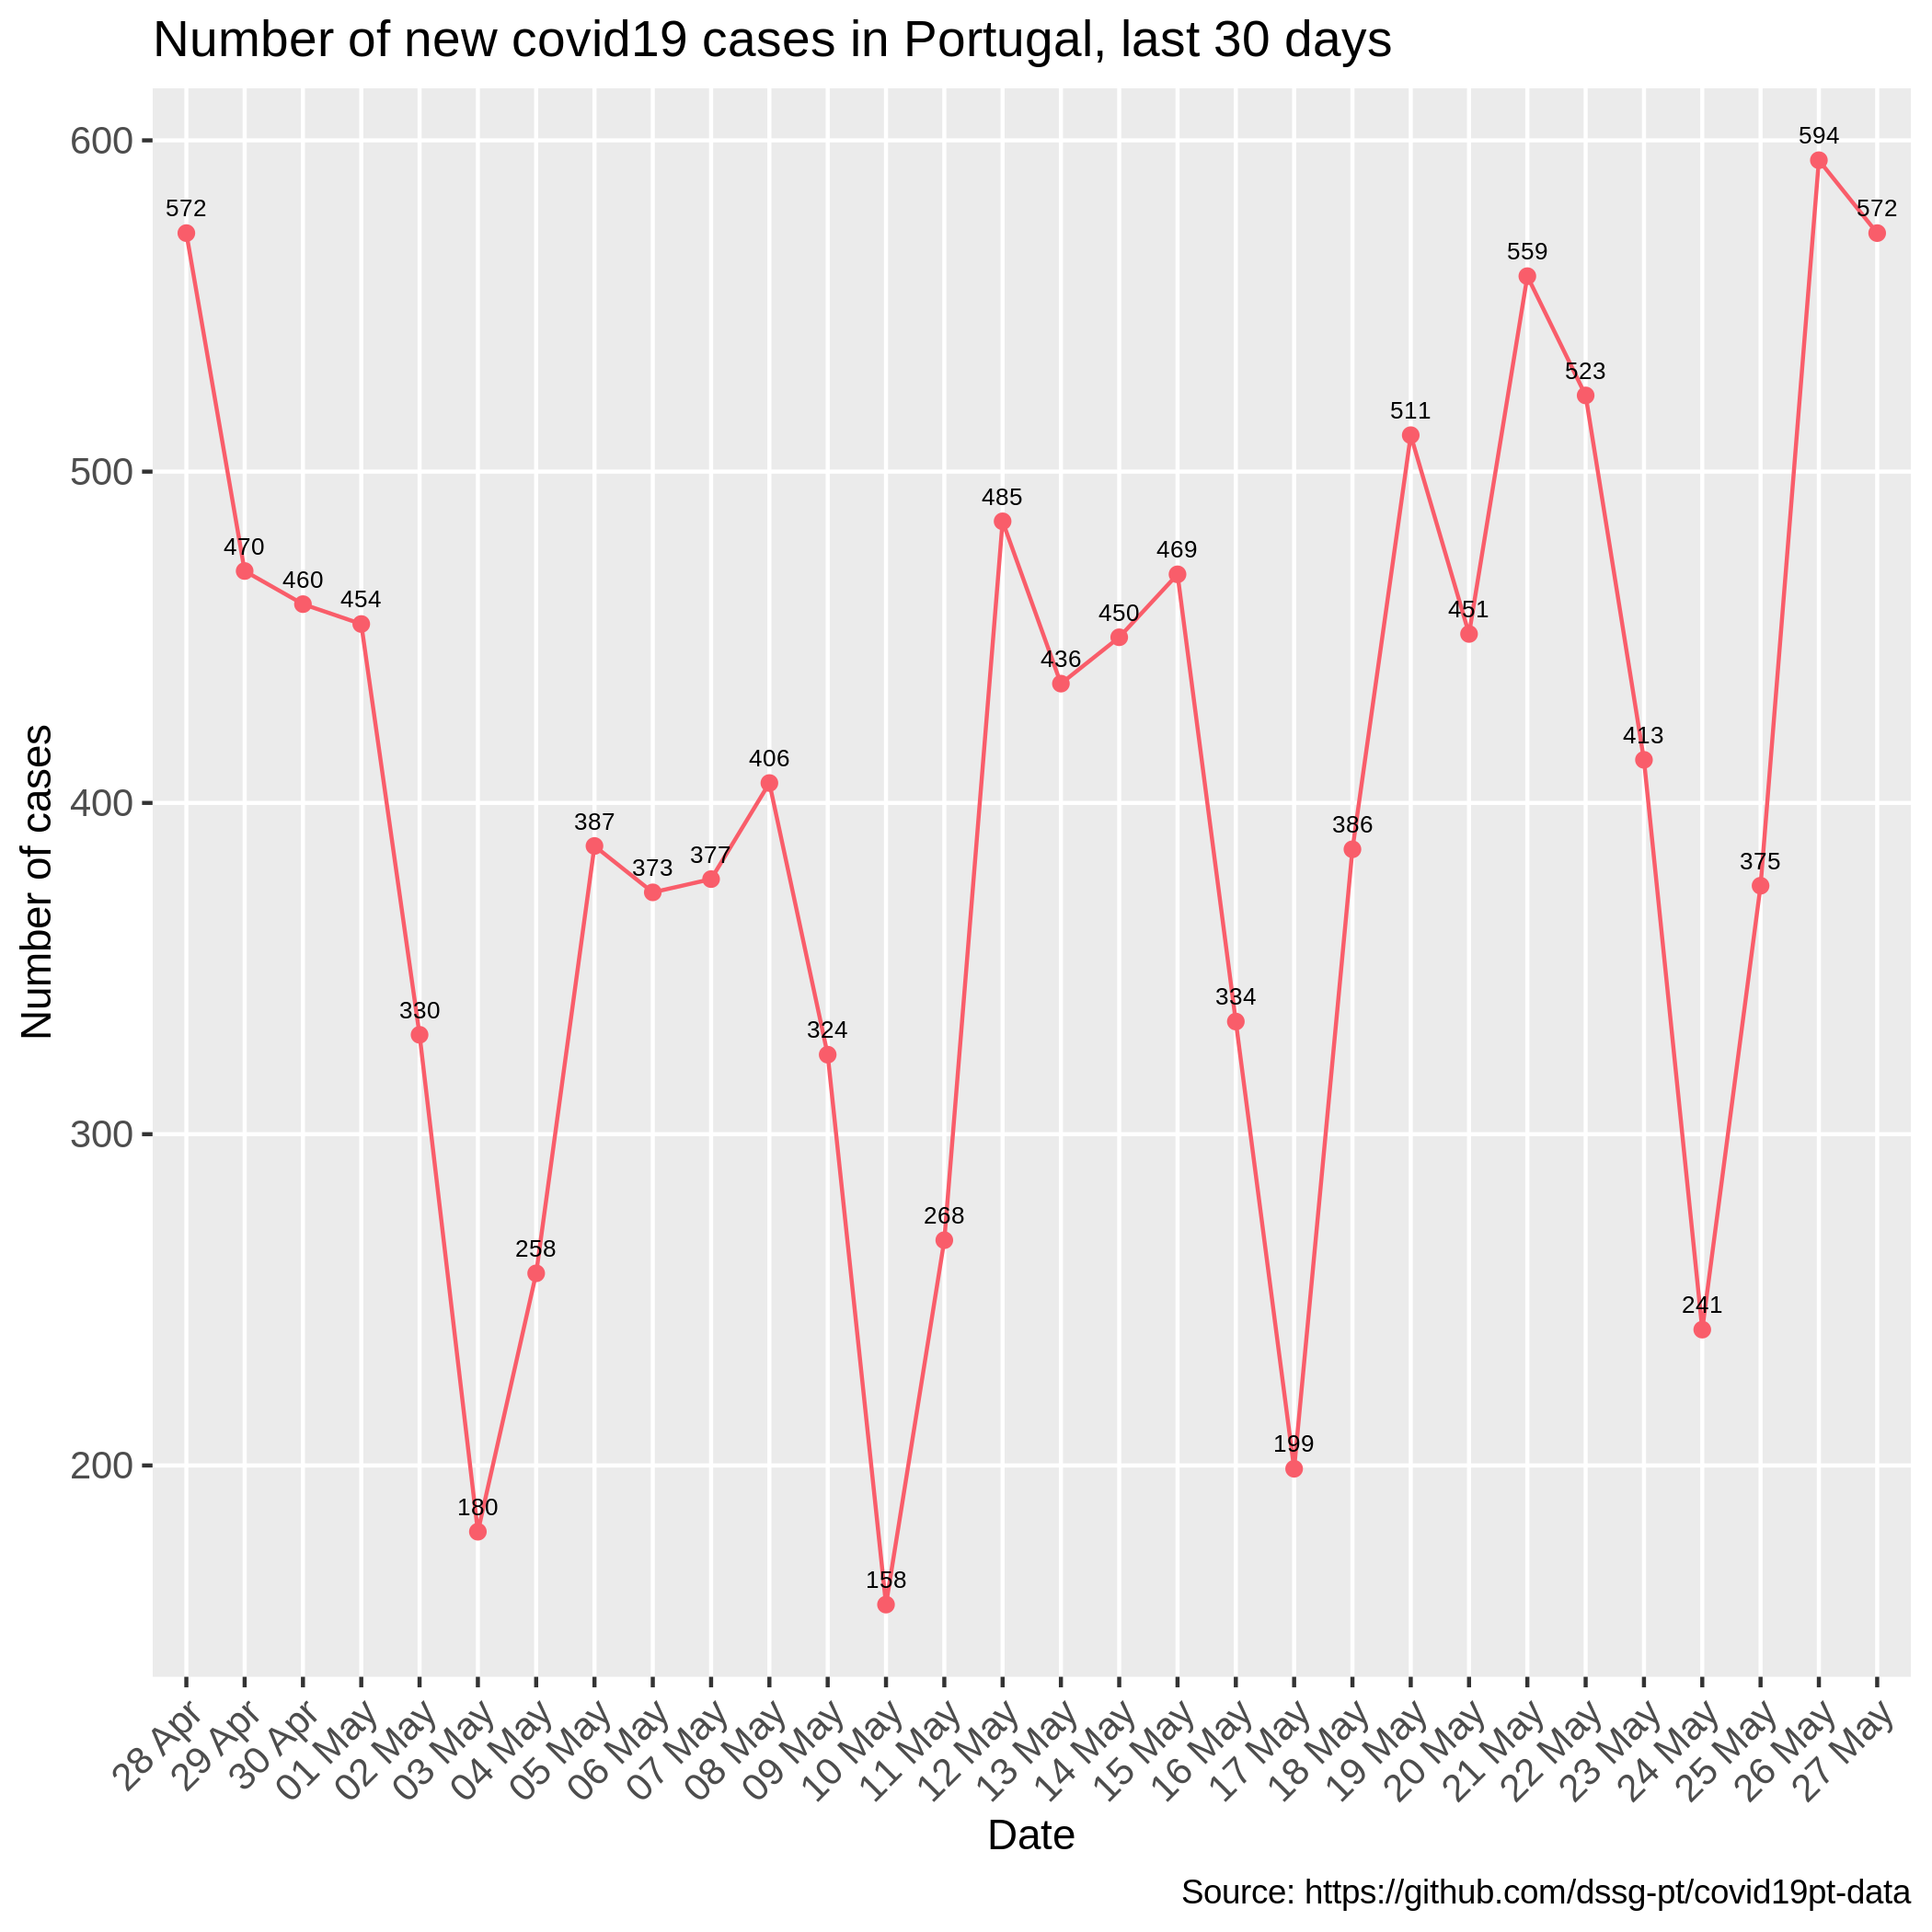 Number of new covid19 cases in Portugal, last 30 days
600
500
400
300
200
Number of cases
572
470
460
454
330
180
258
387
373
377
406
324
158
268
485
436
450
469
334
199
386
511
451
559
523
413
241
375
594
572
28 Apr
29 Apr
30 Apr
01 May
02 May
03 May
04 May
05 May
06 May
07 May
08 May
09 May
10 May
11 May
12 May
13 May
14 May
15 May
16 May
17 May
18 May
19 May
20 May
21 May
22 May
23 May
24 May
25 May
26 May
27 May
Date
Source: https://github.com/dssg-pt/covid19pt-data